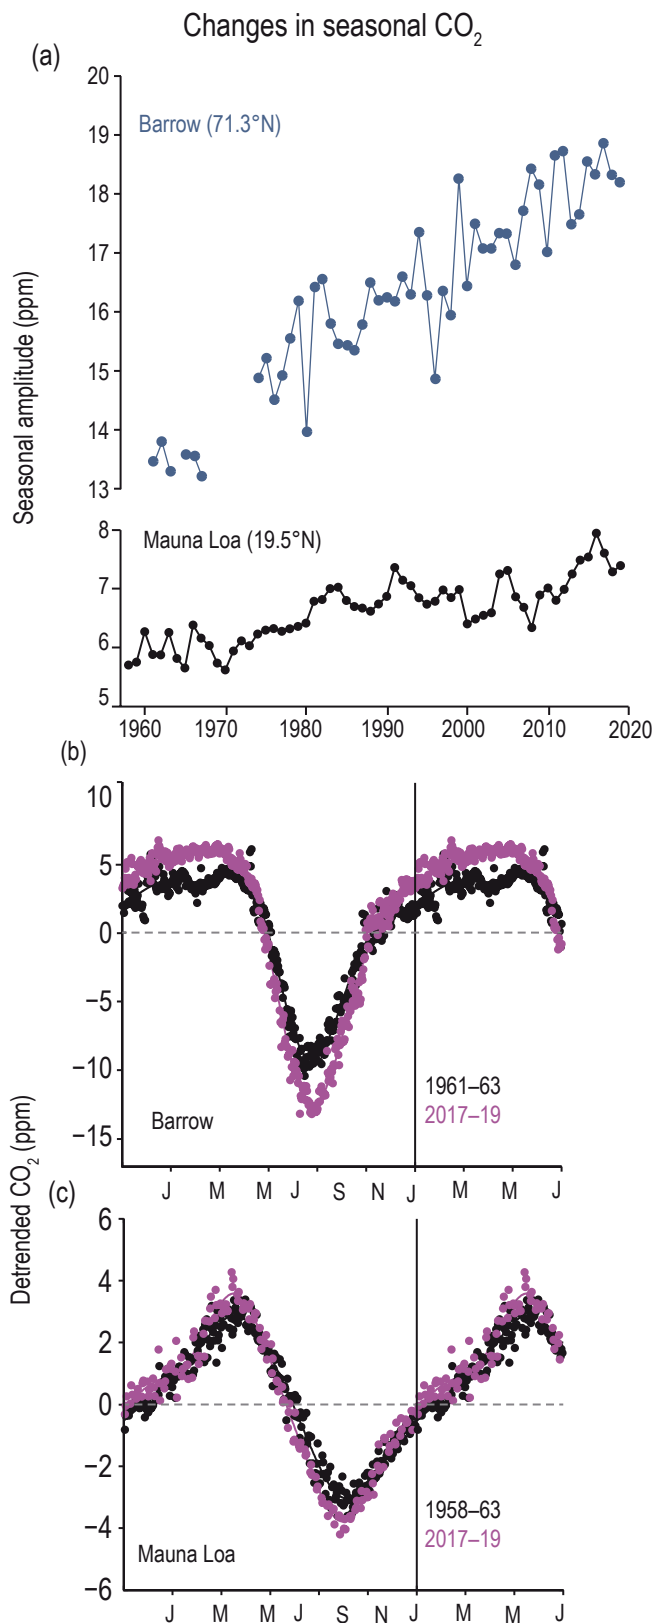 Changes in seasonal CO₂
(a)
20
19
18
17
16
15
14
13
Barrow (71.3°N)
Seasonal amplitude (ppm)
8
7
6
5
Mauna Loa (19.5°N)
1960 1970 1980 1990 2000 2010 2020
(b)
10
5
0
−5
−10
−15
1961–63
2017–19
Barrow
J M M J S N J M M J
Detrended CO₂ (ppm)
(c)
6
4
2
0
−2
−4
−6
1958–63
2017–19
Mauna Loa
J M M J S N J M M J